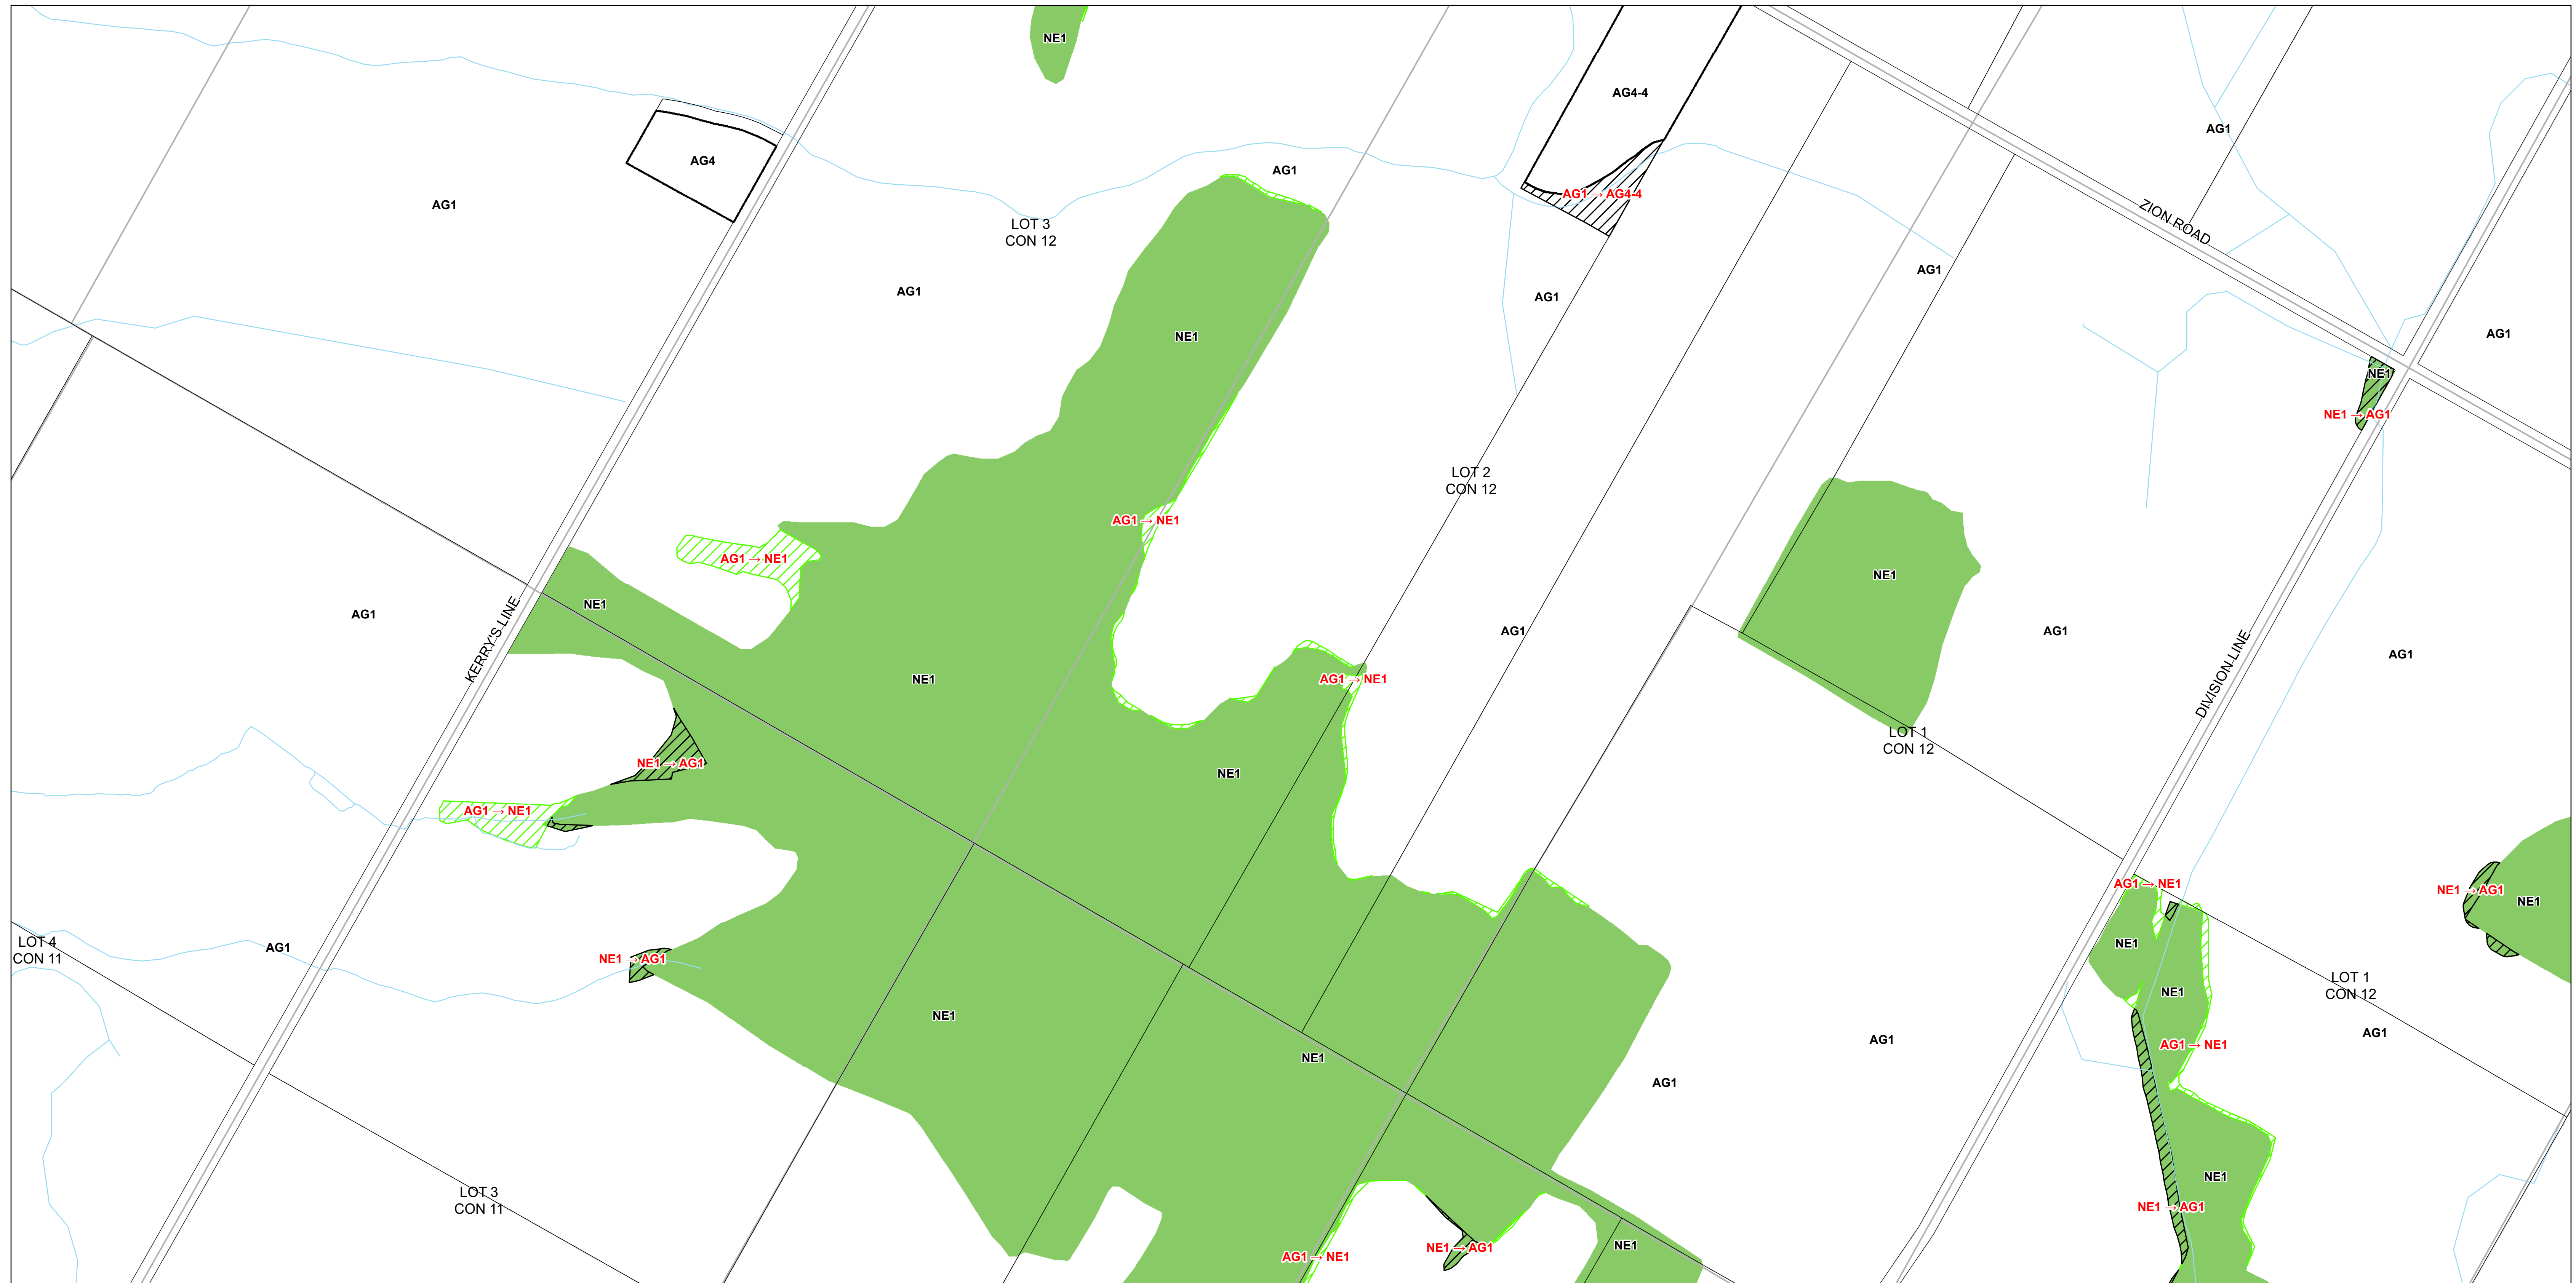 NE1
AG4-4
AG1
AG4
AG1
AG1
AG1 → AG4-4
AG1
ZION ROAD
LOT 3
CON 12
AG1
AG1
AG1
NE1
AG1
NE1
NE1 → AG1
LOT 2
CON 12
AG1 → NE1
AG1 → NE1
NE1
NE1
AG1
KERRY'S LINE
AG1
AG1
DIVISION LINE
AG1
NE1
AG1 → NE1
LOT 1
CON 12
NE1 → AG1
NE1
AG1 → NE1
AG1 → NE1
NE1 → AG1
NE1
LOT 4
CON 11
AG1
NE1
NE1 → AG1
NE1
LOT 1
CON 12
NE1
AG1
AG1
AG1 → NE1
NE1
AG1
NE1
LOT 3
CON 11
NE1 → AG1
NE1
NE1 → AG1
AG1 → NE1